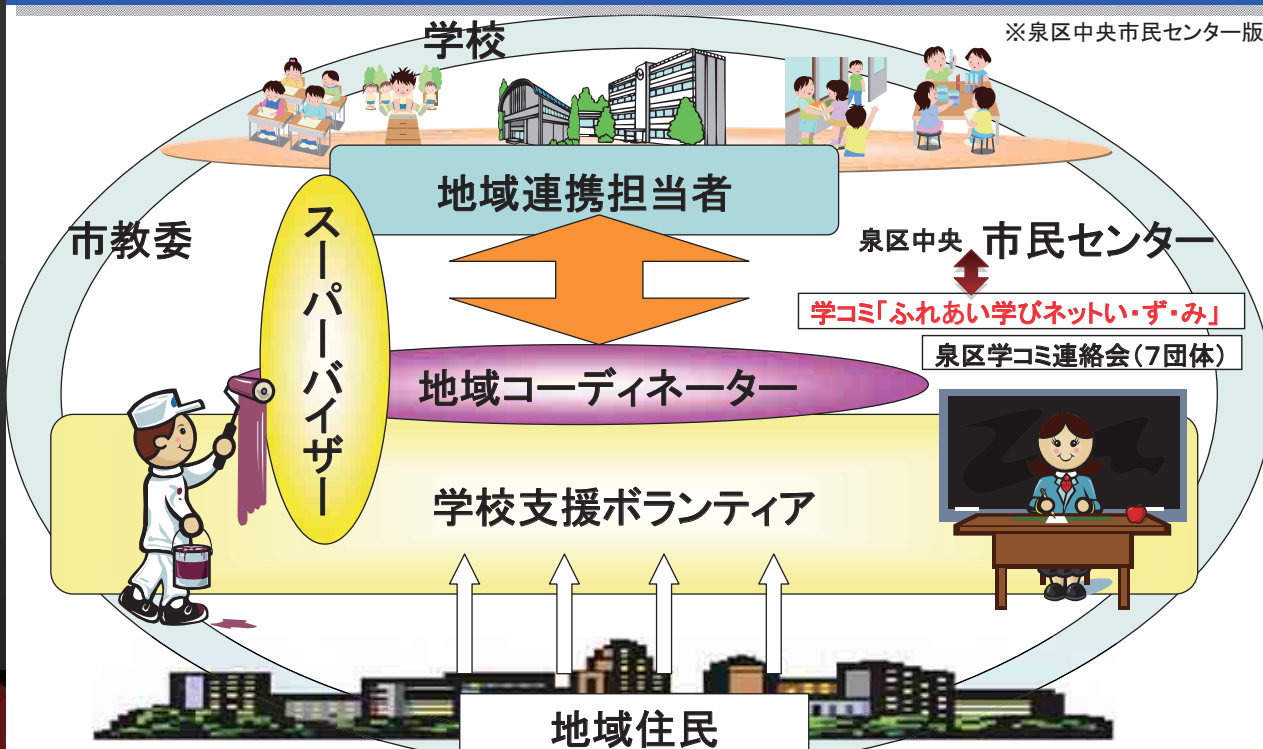 ※泉区中央市民センター版
学校
地域連携担当者
市教委
スーパーバイザー
泉区中央 市民センター
学コミ「ふれあい学びネットい・ず・み」
泉区学コミ連絡会(7団体)
地域コーディネーター
学校支援ボランティア
地域住民